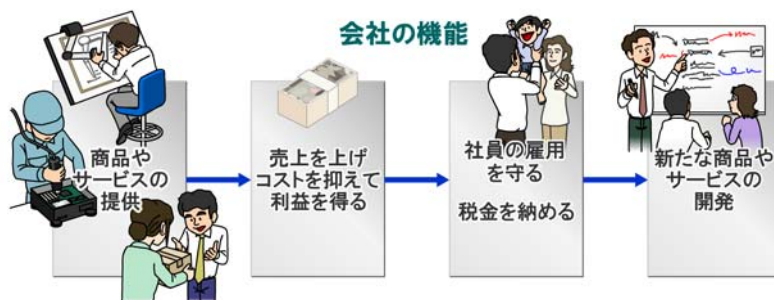 会社の機能
商品や
サービスの
提供
売上を上げ
コストを抑えて
利益を得る
社員の雇用
を守る
税金を納める
新たな商品や
サービスの
開発